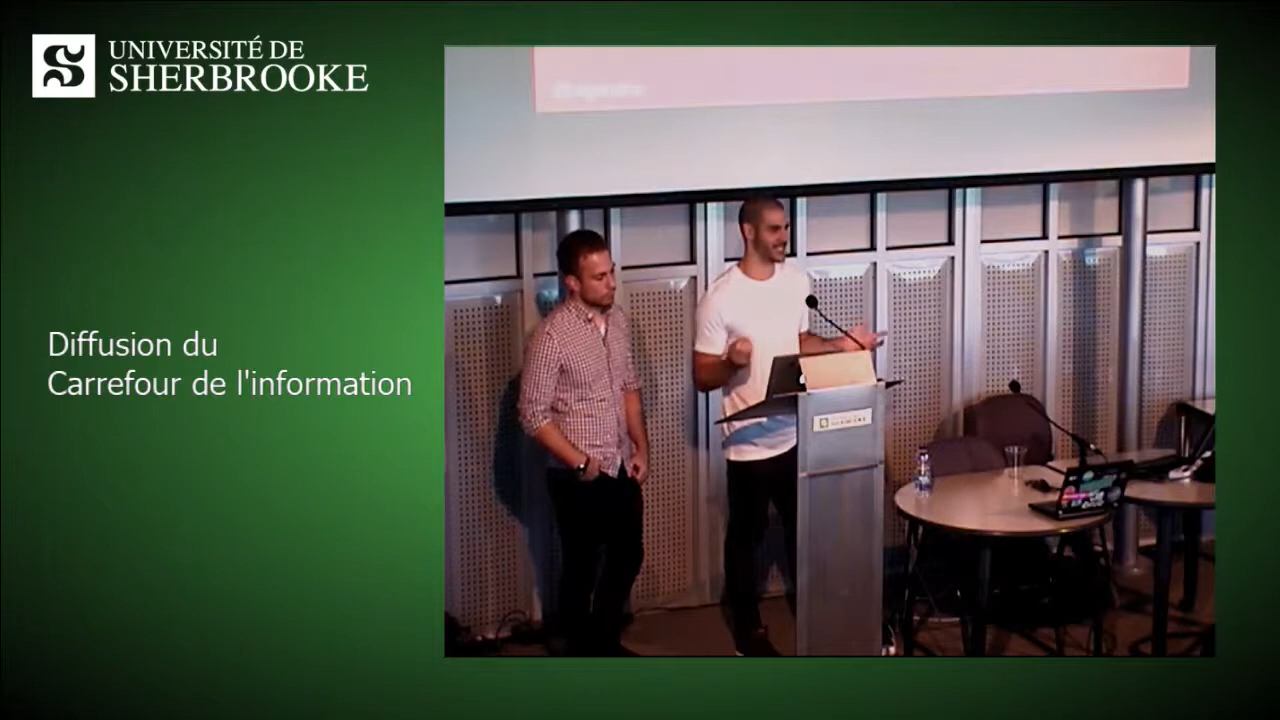 UNIVERSITÉ DE
SHERBROOKE
Diffusion du
Carrefour de l'information